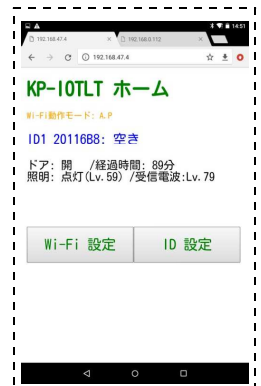 14:51
192.168.47.4
192.168.0.112
192.168.47.4
KP-IOTLT ホーム
Wi-Fi動作モード: A.P
ID1 20116B8: 空き
ドア: 開 /経過時間: 89分
照明: 点灯(Lv.59) /受信電波:Lv.79
Wi-Fi 設定
ID 設定